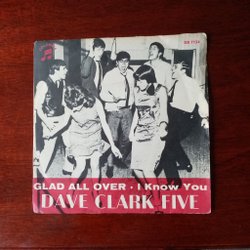 GLAD ALL OVER · I Know You
DAVE CLARK FIVE